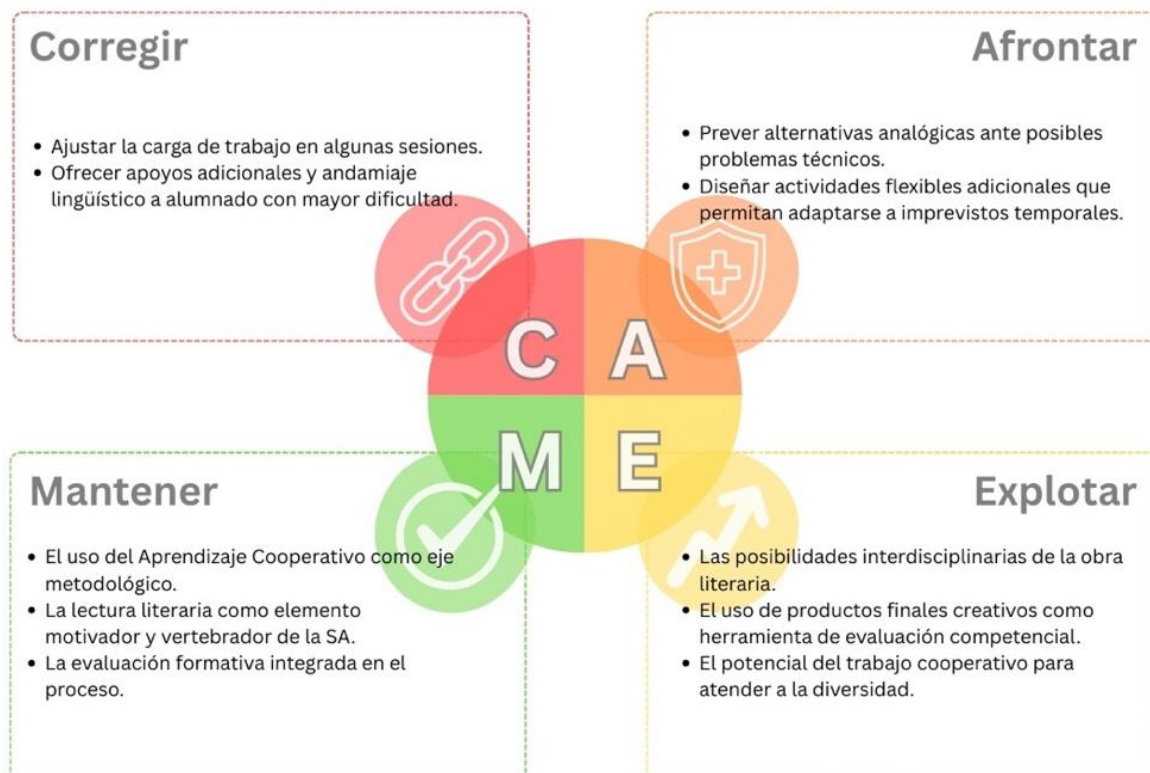 Corregir
• Ajustar la carga de trabajo en algunas sesiones.
• Ofrecer apoyos adicionales y andamiaje
lingüístico a alumnado con mayor dificultad.
Afrontar
• Prever alternativas analógicas ante posibles
problemas técnicos.
• Diseñar actividades flexibles adicionales que
permitan adaptarse a imprevistos temporales.
C A
M E
Mantener
• El uso del Aprendizaje Cooperativo como eje
metodológico.
• La lectura literaria como elemento
motivador y vertebrador de la SA.
• La evaluación formativa integrada en el
proceso.
Explotar
• Las posibilidades interdisciplinarias de la obra
literaria.
• El uso de productos finales creativos como
herramienta de evaluación competencial.
• El potencial del trabajo cooperativo para
atender a la diversidad.